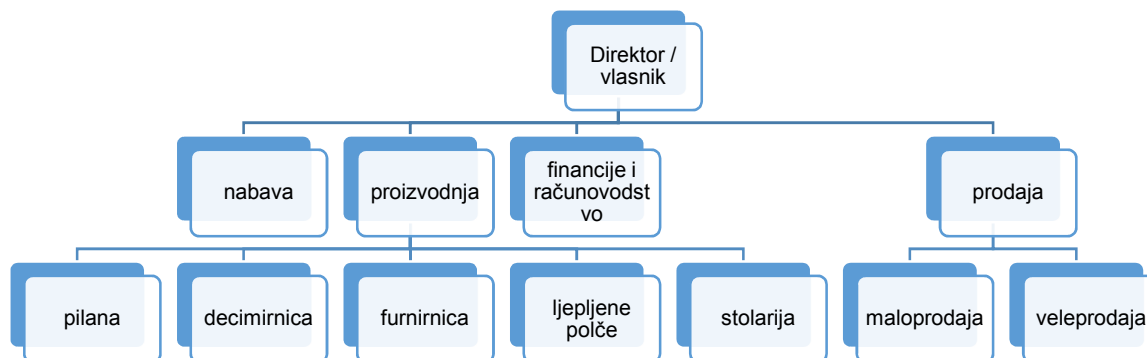 Direktor /
vlasnik
nabava
proizvodnja
financije i
računovodst
vo
prodaja
pilana
decimirnica
furnirnica
ljepljene
polče
stolarija
maloprodaja
veleprodaja